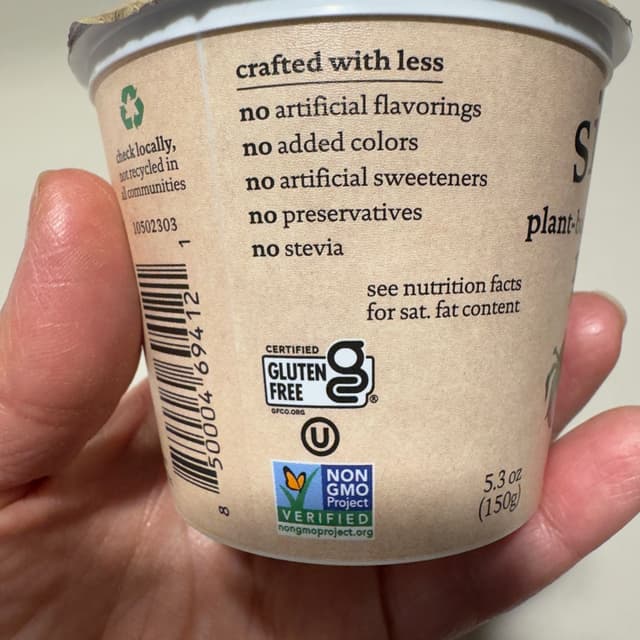 crafted with less
no artificial flavorings
no added colors
no artificial sweeteners
no preservatives
no stevia
see nutrition facts
for sat. fat content
CERTIFIED
GLUTEN
FREE
GFCO.ORG
U
NON
GMO
Project
VERIFIED
nongmoproject.org
5.3 oz
(150g)
check locally,
not recycled in
all communities
10502303
8 50004 69412 1
plant-